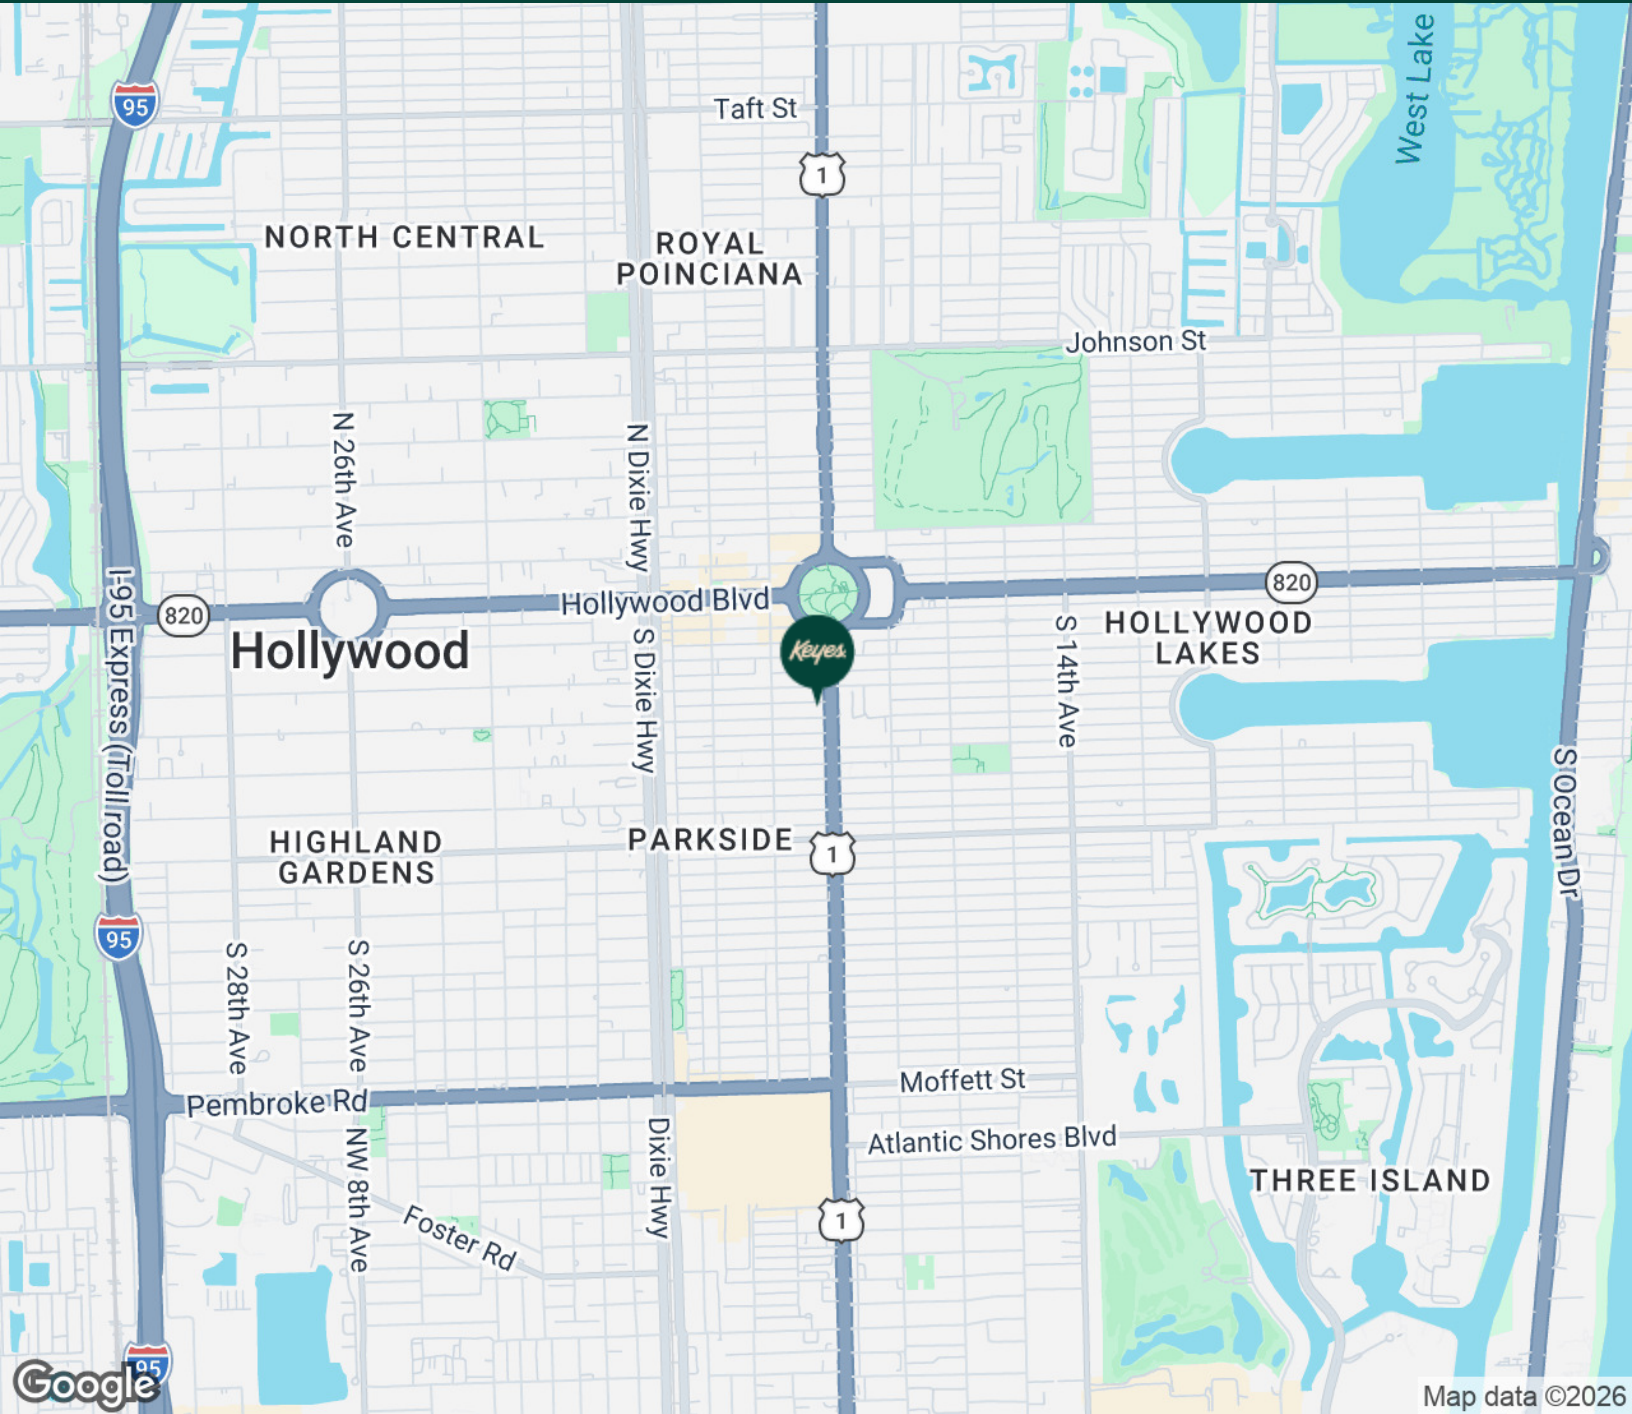 95
Taft St
West Lake
1
NORTH CENTRAL
ROYAL
POINCIANA
Johnson St
N 26th Ave
N Dixie Hwy
820
Hollywood Blvd
820
I-95 Express (Toll road)
Hollywood
S Dixie Hwy
Keyes
S 14th Ave
HOLLYWOOD
LAKES
S Ocean Dr
HIGHLAND
GARDENS
PARKSIDE
1
95
S 28th Ave
S 26th Ave
Moffett St
Pembroke Rd
Atlantic Shores Blvd
NW 8th Ave
Dixie Hwy
THREE ISLAND
Foster Rd
1
95
Google
Map data ©2026